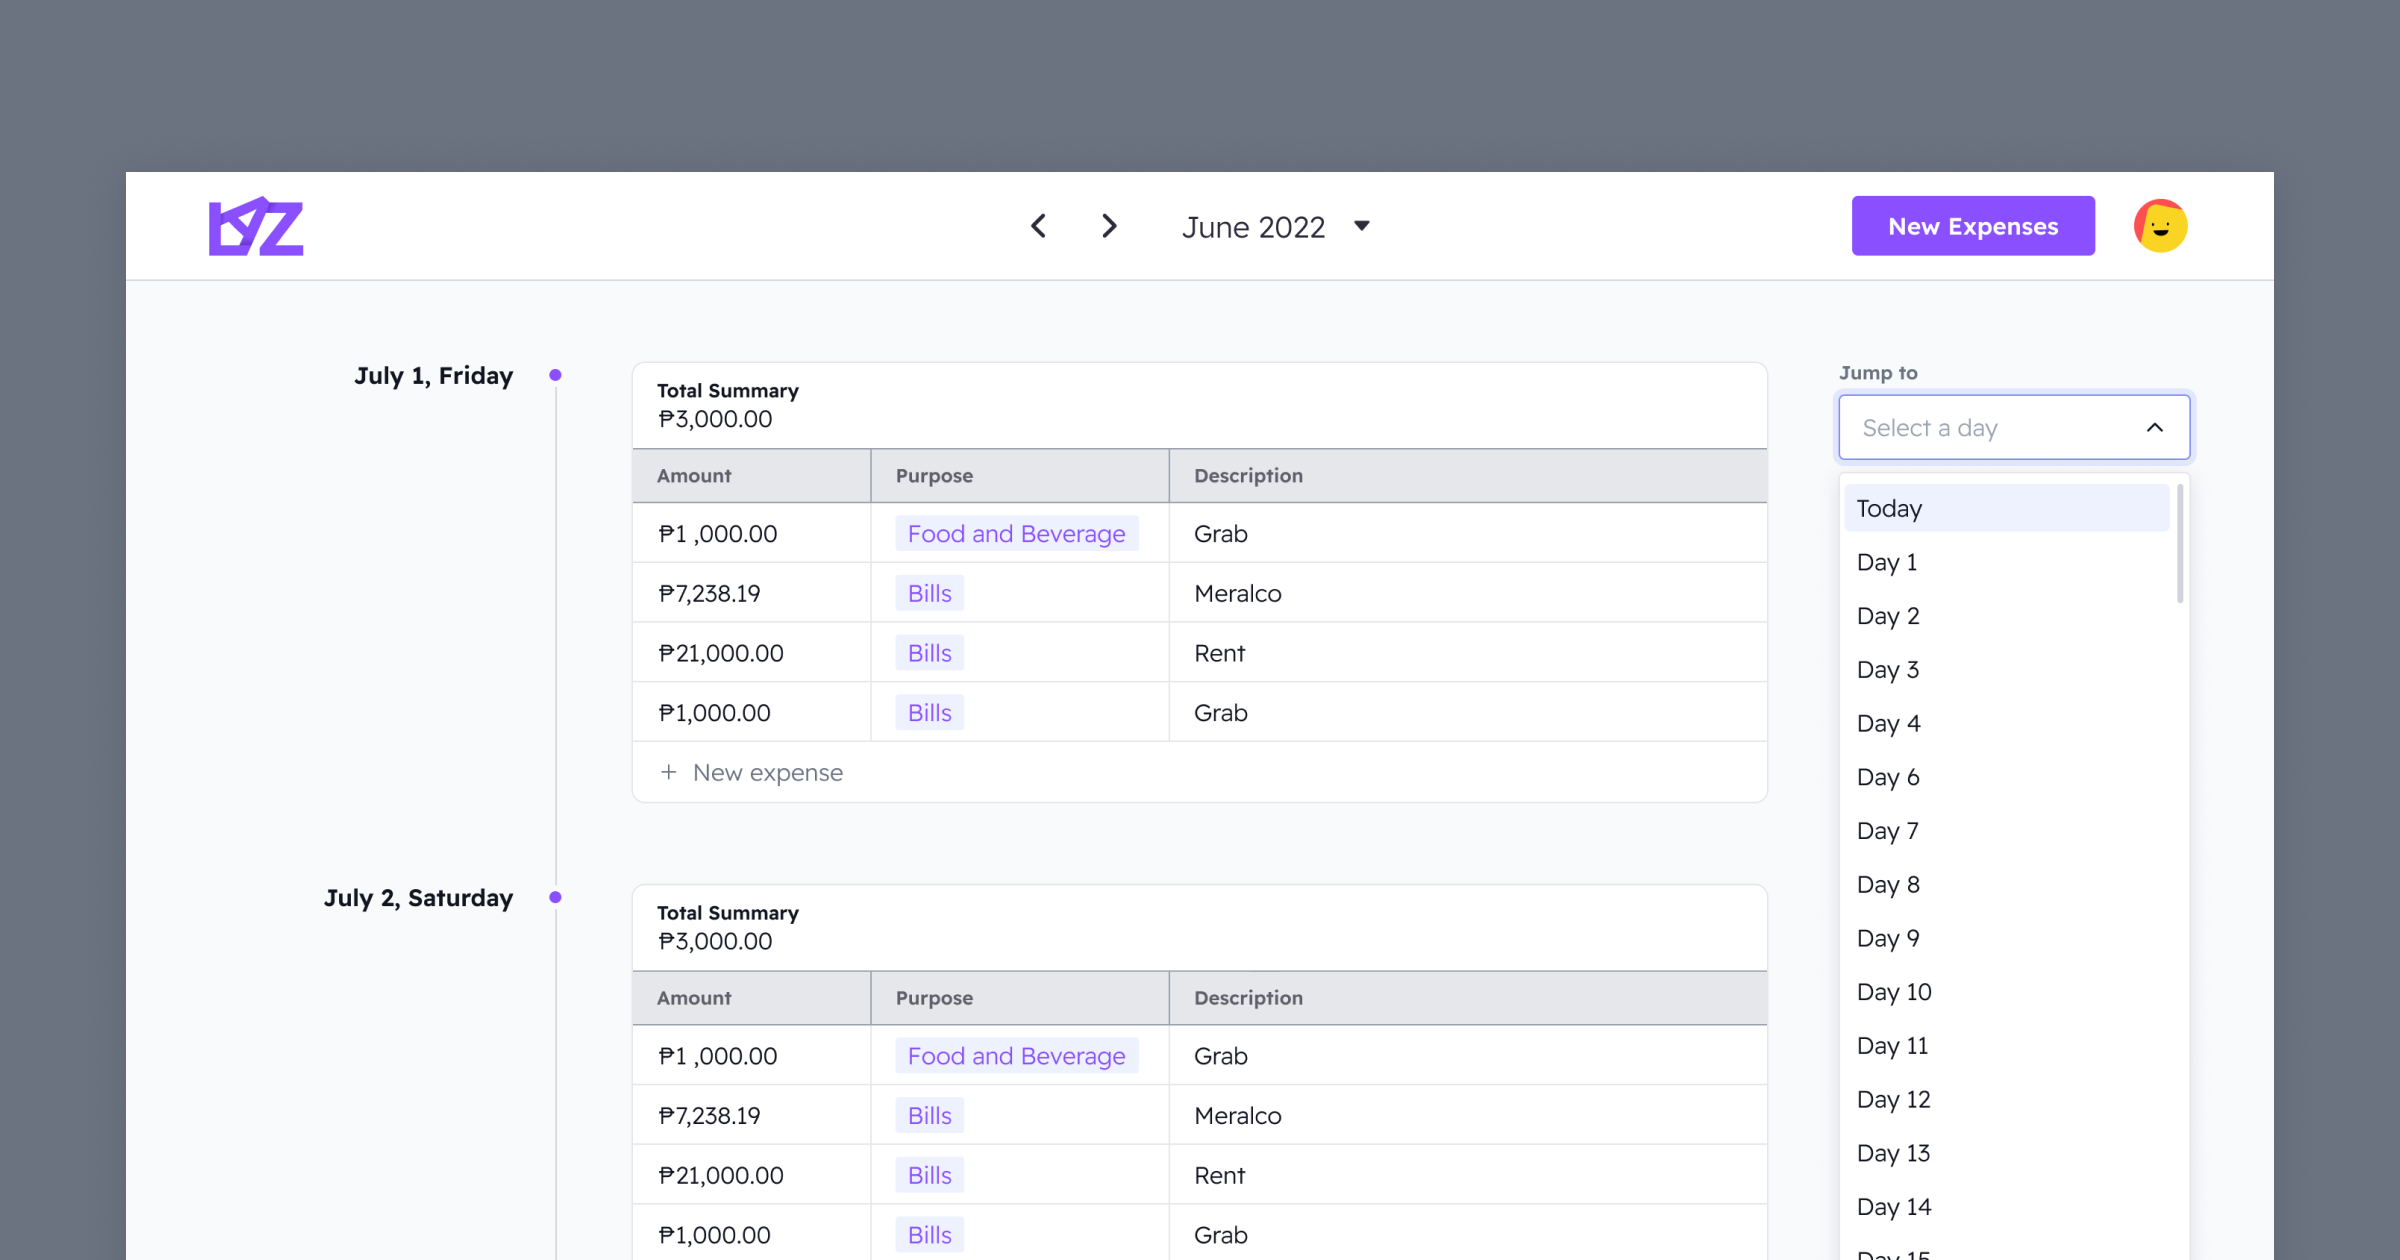 June 2022
New Expenses
July 1, Friday
Total Summary
₱3,000.00
Amount Purpose Description
₱1 ,000.00 Food and Beverage Grab
₱7,238.19 Bills Meralco
₱21,000.00 Bills Rent
₱1,000.00 Bills Grab
+ New expense
July 2, Saturday
Total Summary
₱3,000.00
Amount Purpose Description
₱1 ,000.00 Food and Beverage Grab
₱7,238.19 Bills Meralco
₱21,000.00 Bills Rent
₱1,000.00 Bills Grab
Jump to
Select a day
Today
Day 1
Day 2
Day 3
Day 4
Day 6
Day 7
Day 8
Day 9
Day 10
Day 11
Day 12
Day 13
Day 14
Day 15